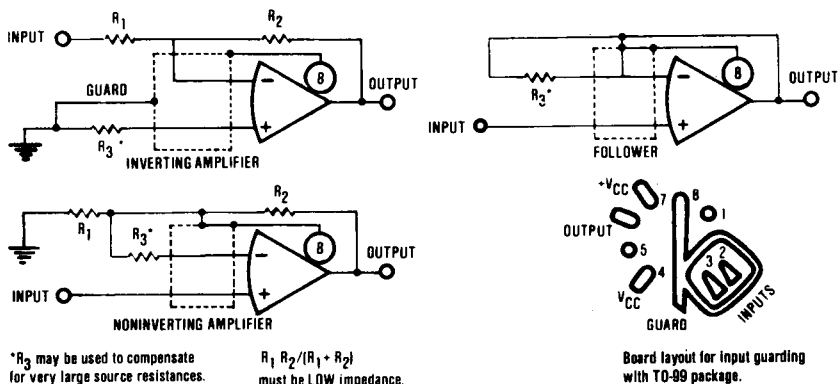 R1
R2
INPUT
8
GUARD
OUTPUT
R3*
INVERTING AMPLIFIER
R3*
8
OUTPUT
INPUT
FOLLOWER
R2
R1
R3*
8
OUTPUT
INPUT
NONINVERTING AMPLIFIER
+VCC
7
8
1
OUTPUT
5
3 2
4
VCC
INPUTS
GUARD
*R3 may be used to compensate
for very large source resistances.
R1 R2/(R1 + R2)
must be LOW impedance.
Board layout for input guarding
with TO-99 package.